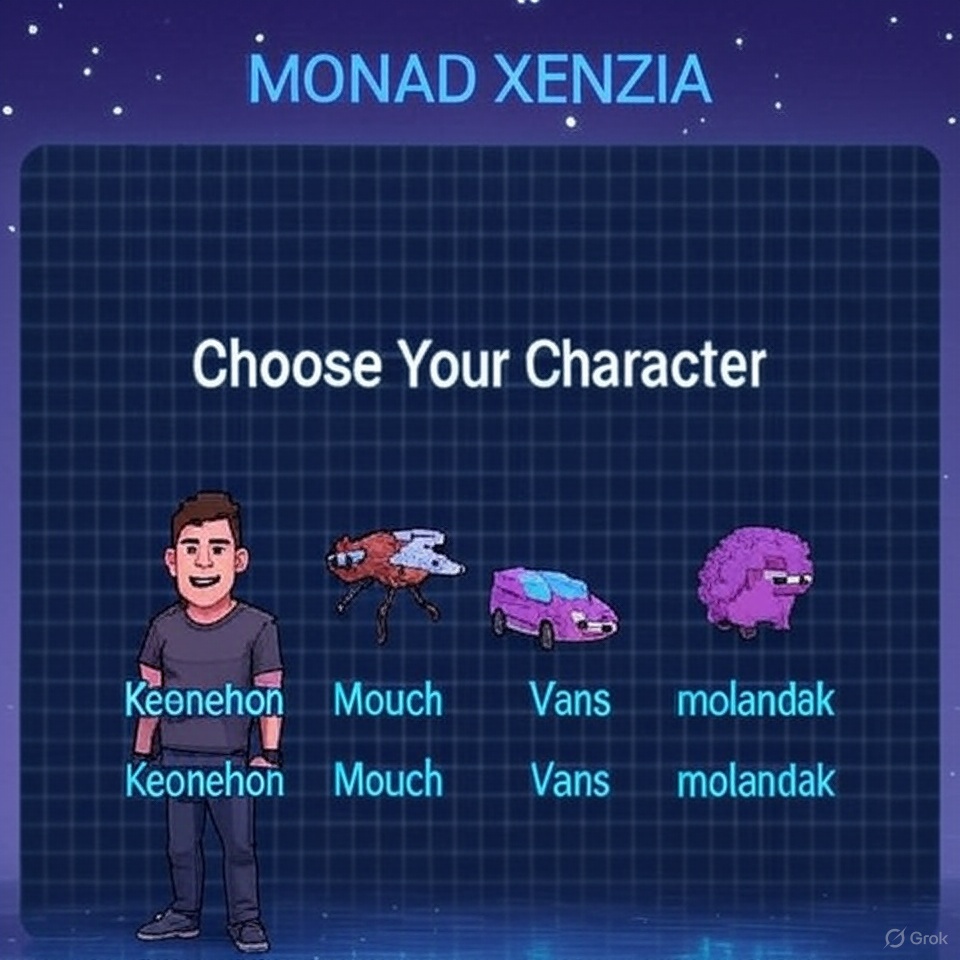 MONAD XENZIA
Choose Your Character
Keonehon Mouch Vans molandak
Keonehon Mouch Vans molandak
Grok